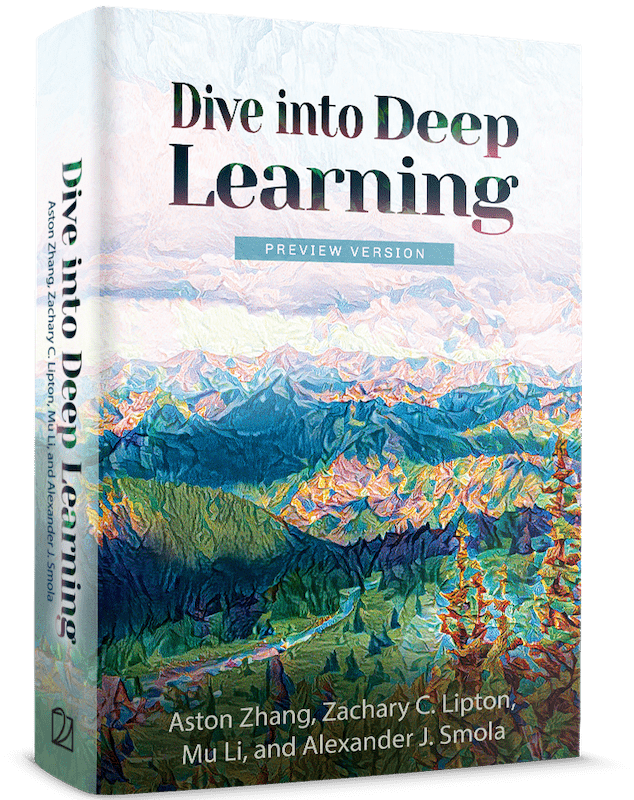 Dive into Deep
Learning
PREVIEW VERSION
Aston Zhang, Zachary C. Lipton,
Mu Li, and Alexander J. Smola
Dive into Deep Learning
Aston Zhang, Zachary C. Lipton, Mu Li, and Alexander J. Smola